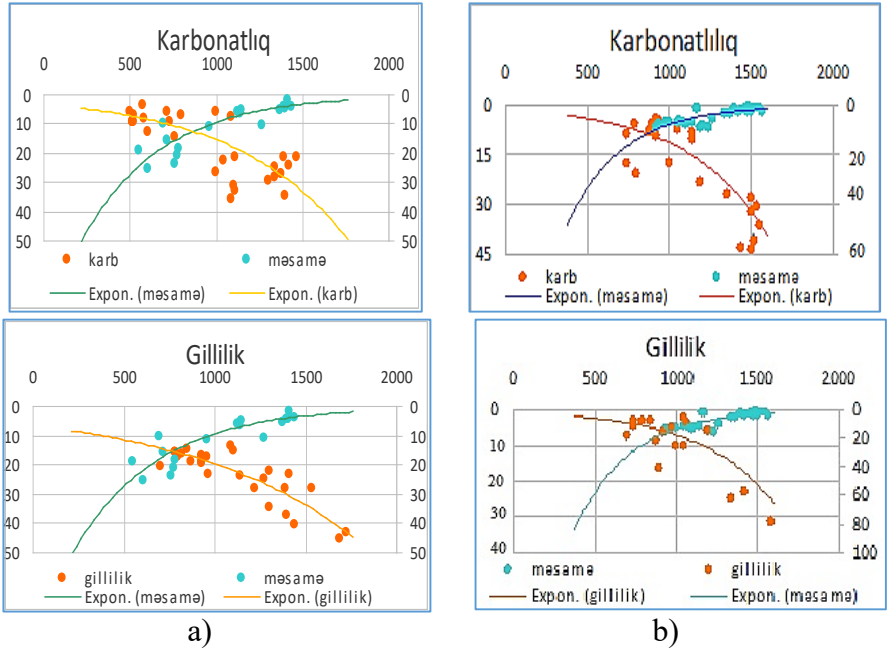 Karbonatlıq
0 500 1000 1500 2000
0 0
10 10
20 20
30 30
40 40
50 50
karb məsamə
Expon. (məsamə) Expon. (karb)
Karbonatlılıq
0 500 1000 1500 2000
0 0
15 20
30 40
45 60
karb məsamə
Expon. (məsamə) Expon. (karb)
Gillilik
0 500 1000 1500 2000
0 0
10 10
20 20
30 30
40 40
50 50
gillilik məsamə
Expon. (məsamə) Expon. (gillilik)
Gillilik
0 500 1000 1500 2000
0 0
10 20
20 40
30 60
40 80
100
məsamə gillilik
Expon. (gillilik) Expon. (məsamə)
a) b)